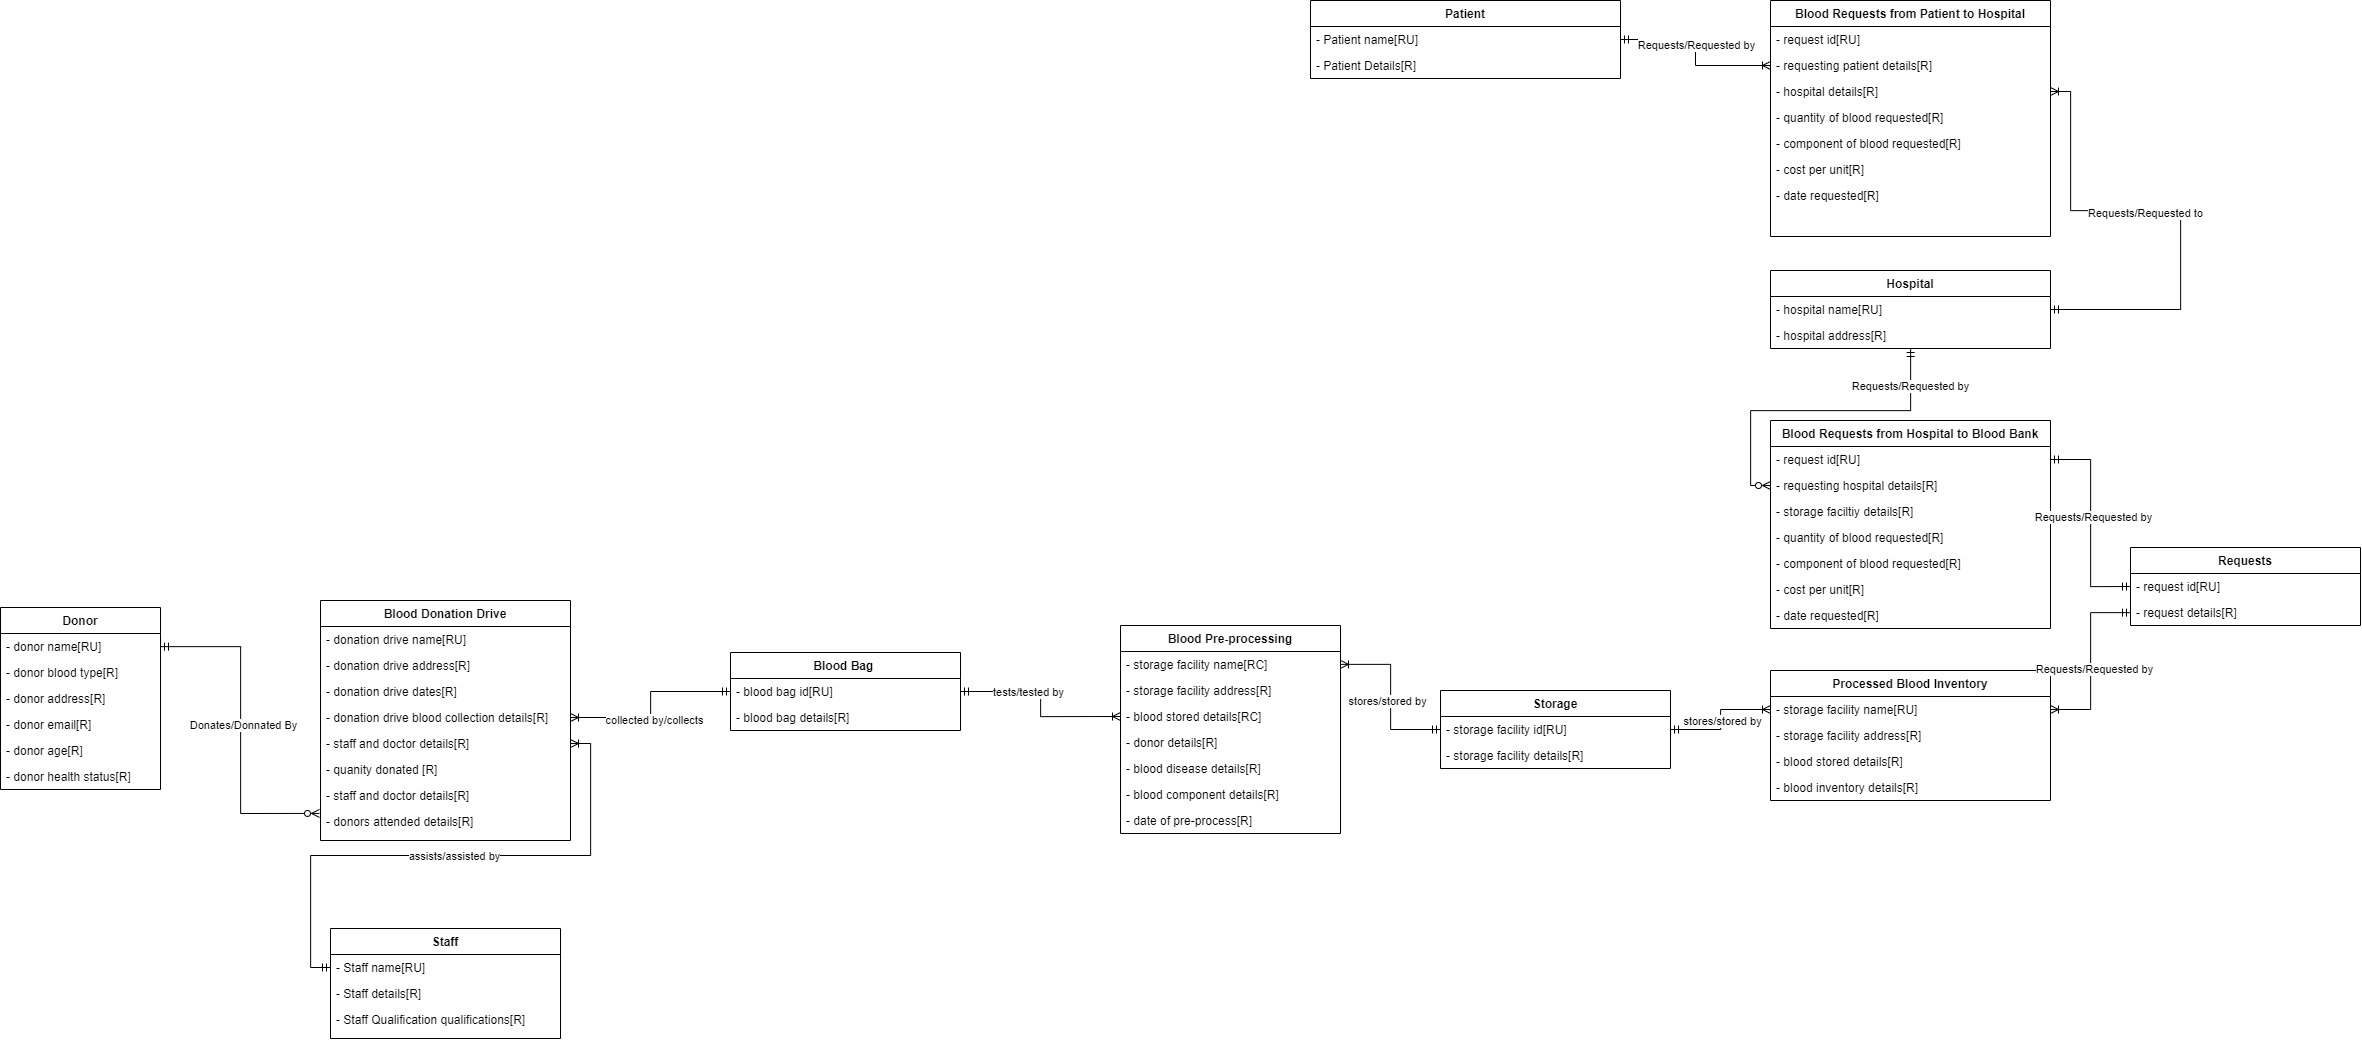 Patient
- Patient name[RU]
- Patient Details[R]
Requests/Requested by
Blood Requests from Patient to Hospital
- request id[RU]
- requesting patient details[R]
- hospital details[R]
- quantity of blood requested[R]
- component of blood requested[R]
- cost per unit[R]
- date requested[R]
Requests/Requested to
Hospital
- hospital name[RU]
- hospital address[R]
Requests/Requested by
Blood Requests from Hospital to Blood Bank
- request id[RU]
- requesting hospital details[R]
- storage faciltiy details[R]
- quantity of blood requested[R]
- component of blood requested[R]
- cost per unit[R]
- date requested[R]
Requests/Requested by
Requests
- request id[RU]
- request details[R]
Requests/Requested by
Donor
- donor name[RU]
- donor blood type[R]
- donor address[R]
- donor email[R]
- donor age[R]
- donor health status[R]
Donates/Donnated By
Blood Donation Drive
- donation drive name[RU]
- donation drive address[R]
- donation drive dates[R]
- donation drive blood collection details[R]
- staff and doctor details[R]
- quanity donated [R]
- staff and doctor details[R]
- donors attended details[R]
collected by/collects
assists/assisted by
Staff
- Staff name[RU]
- Staff details[R]
- Staff Qualification qualifications[R]
Blood Bag
- blood bag id[RU]
- blood bag details[R]
tests/tested by
Blood Pre-processing
- storage facility name[RC]
- storage facility address[R]
- blood stored details[RC]
- donor details[R]
- blood disease details[R]
- blood component details[R]
- date of pre-process[R]
stores/stored by
Storage
- storage facility id[RU]
- storage facility details[R]
stores/stored by
Processed Blood Inventory
- storage facility name[RU]
- storage facility address[R]
- blood stored details[R]
- blood inventory details[R]